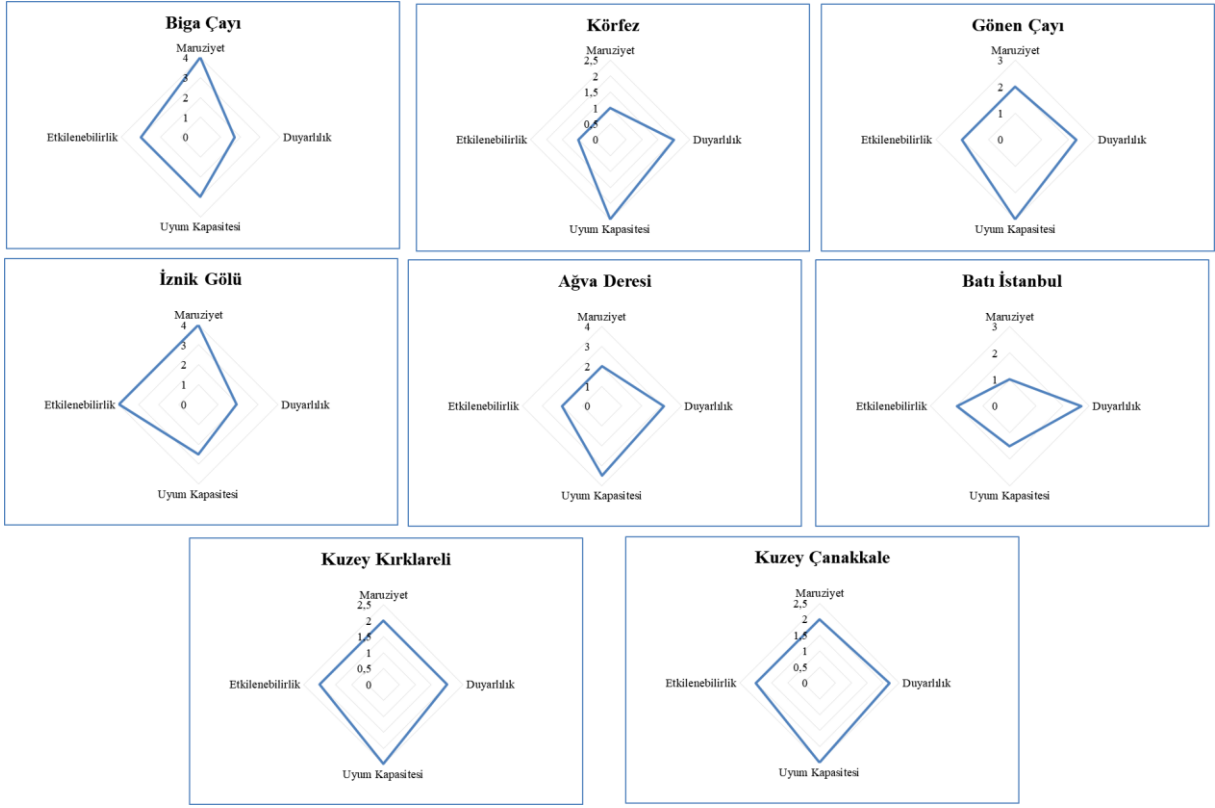 Biga Çayı
Maruziyet
4
3
2
1
0
Etkilenebilirlik
Duyarlılık
Uyum Kapasitesi
Körfez
Maruziyet
2,5
2
1,5
1
0,5
0
Etkilenebilirlik
Duyarlılık
Uyum Kapasitesi
Gönen Çayı
Maruziyet
3
2
1
0
Etkilenebilirlik
Duyarlılık
Uyum Kapasitesi
İznik Gölü
Maruziyet
4
3
2
1
0
Etkilenebilirlik
Duyarlılık
Uyum Kapasitesi
Ağva Deresi
Maruziyet
4
3
2
1
0
Etkilenebilirlik
Duyarlılık
Uyum Kapasitesi
Batı İstanbul
Maruziyet
3
2
1
0
Etkilenebilirlik
Duyarlılık
Uyum Kapasitesi
Kuzey Kırklareli
Maruziyet
2,5
2
1,5
1
0,5
0
Etkilenebilirlik
Duyarlılık
Uyum Kapasitesi
Kuzey Çanakkale
Maruziyet
2,5
2
1,5
1
0,5
0
Etkilenebilirlik
Duyarlılık
Uyum Kapasitesi